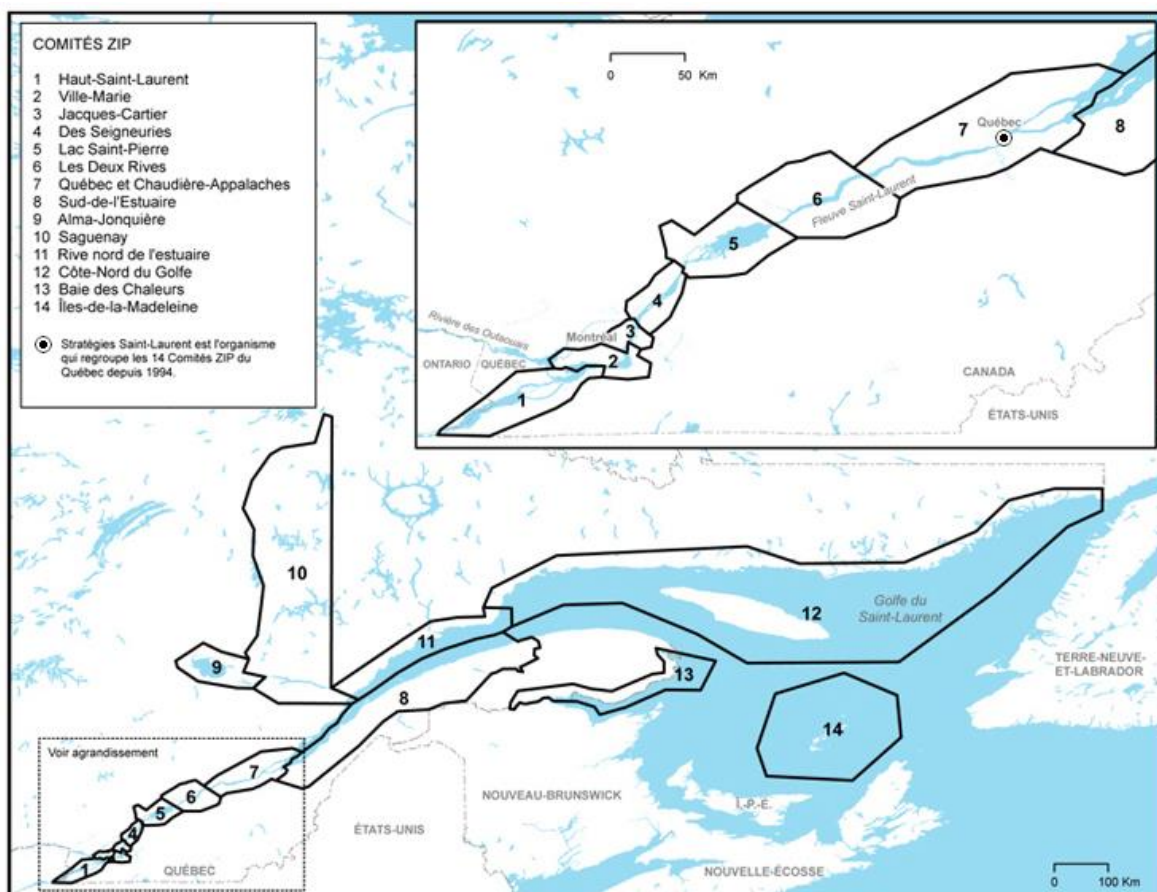 COMITÉS ZIP
1 Haut-Saint-Laurent
2 Ville-Marie
3 Jacques-Cartier
4 Des Seigneuries
5 Lac Saint-Pierre
6 Les Deux Rives
7 Québec et Chaudière-Appalaches
8 Sud-de-l'Estuaire
9 Alma-Jonquière
10 Saguenay
11 Rive nord de l'estuaire
12 Côte-Nord du Golfe
13 Baie des Chaleurs
14 Îles-de-la-Madeleine
Stratégies Saint-Laurent est l'organisme
qui regroupe les 14 Comités ZIP du
Québec depuis 1994.
0 50 Km
7
Québec
8
6
Fleuve Saint-Laurent
5
4
Rivière des Outaouais
Montréal
3
2
ONTARIO
QUÉBEC
1
CANADA
ÉTATS-UNIS
10
12
Golfe du
Saint-Laurent
11
9
13
8
TERRE-NEUVE-
ET-LABRADOR
14
Voir agrandissement
7
6
5
4
1
NOUVEAU-BRUNSWICK
Î.-P.-É.
ÉTATS-UNIS
QUÉBEC
NOUVELLE-ÉCOSSE
0 100 Km